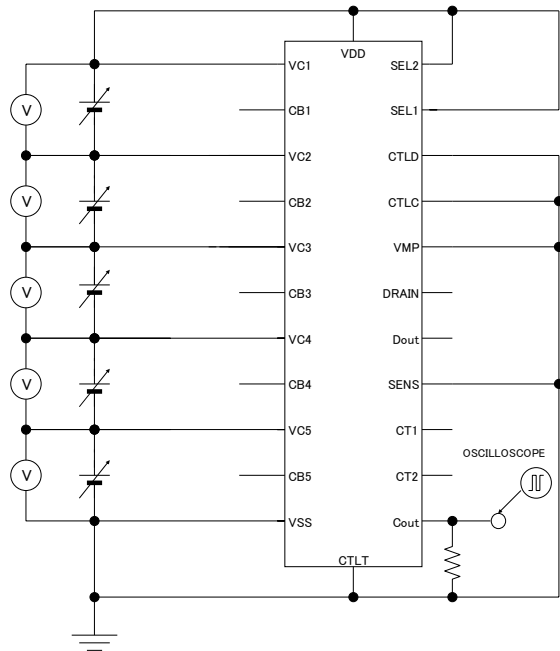 VDD
VC1
SEL2
V
CB1
SEL1
VC2
CTLD
V
CB2
CTLC
VC3
VMP
V
CB3
DRAIN
VC4
Dout
V
CB4
SENS
VC5
CT1
OSCILLOSCOPE
V
CB5
CT2
VSS
Cout
CTLT